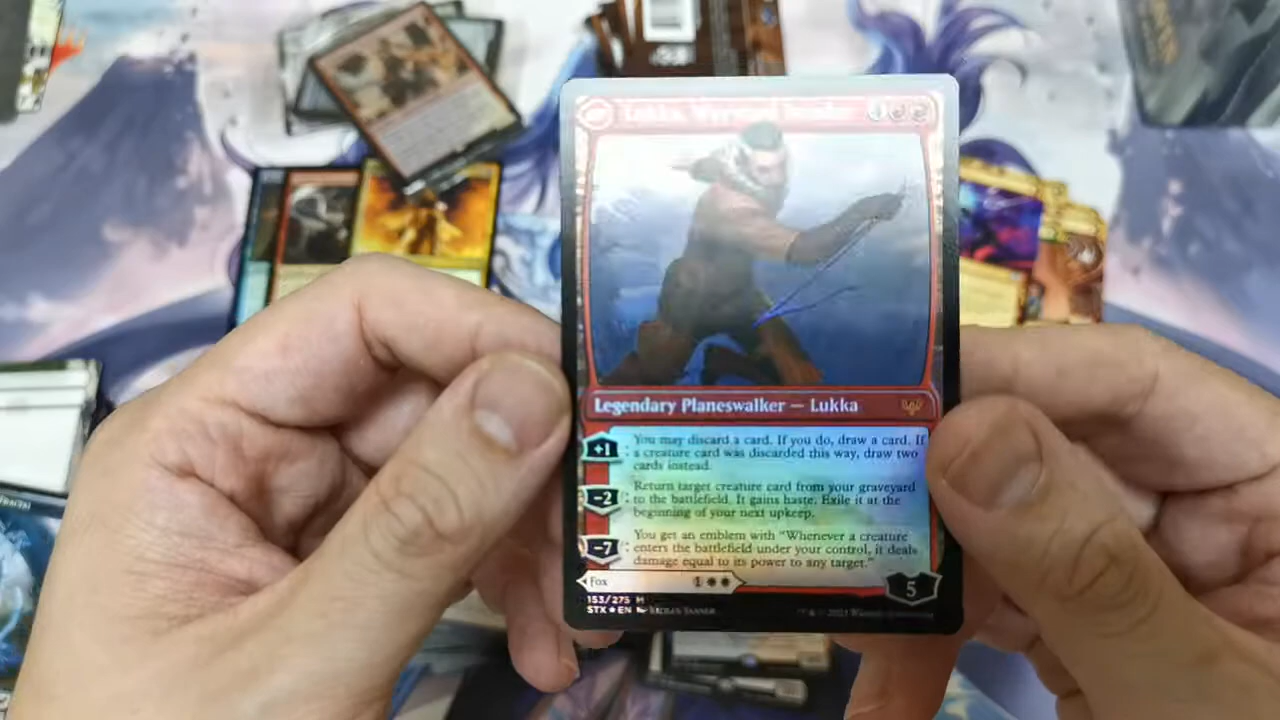 Lukka,
Legendary Planeswalker — Lukka
+1
You may discard a card. If you do, draw a card. If
a creature card was discarded this way, draw two
cards instead.
-2
Return target creature card from your graveyard
to the battlefield. It gains haste. Exile it at the
beginning of your next upkeep.
-7
You get an emblem with "Whenever a creature
enters the battlefield under your control, it deals
damage equal to its power to any target."
Fox
1
5
153/275 M
STX ★ EN